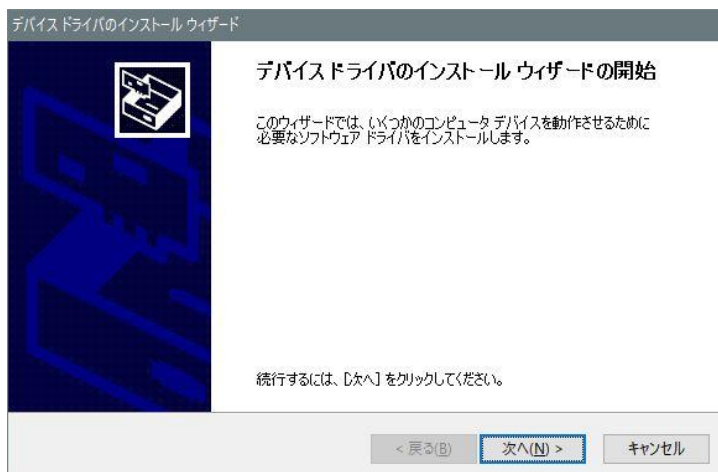 デバイス ドライバのインストール ウィザード
デバイス ドライバのインストール ウィザードの開始
このウィザードでは、いくつかのコンピュータ デバイスを動作させるために
必要なソフトウェア ドライバをインストールします。
続行するには、[次へ] をクリックしてください。
< 戻る(B)
次へ(N) >
キャンセル